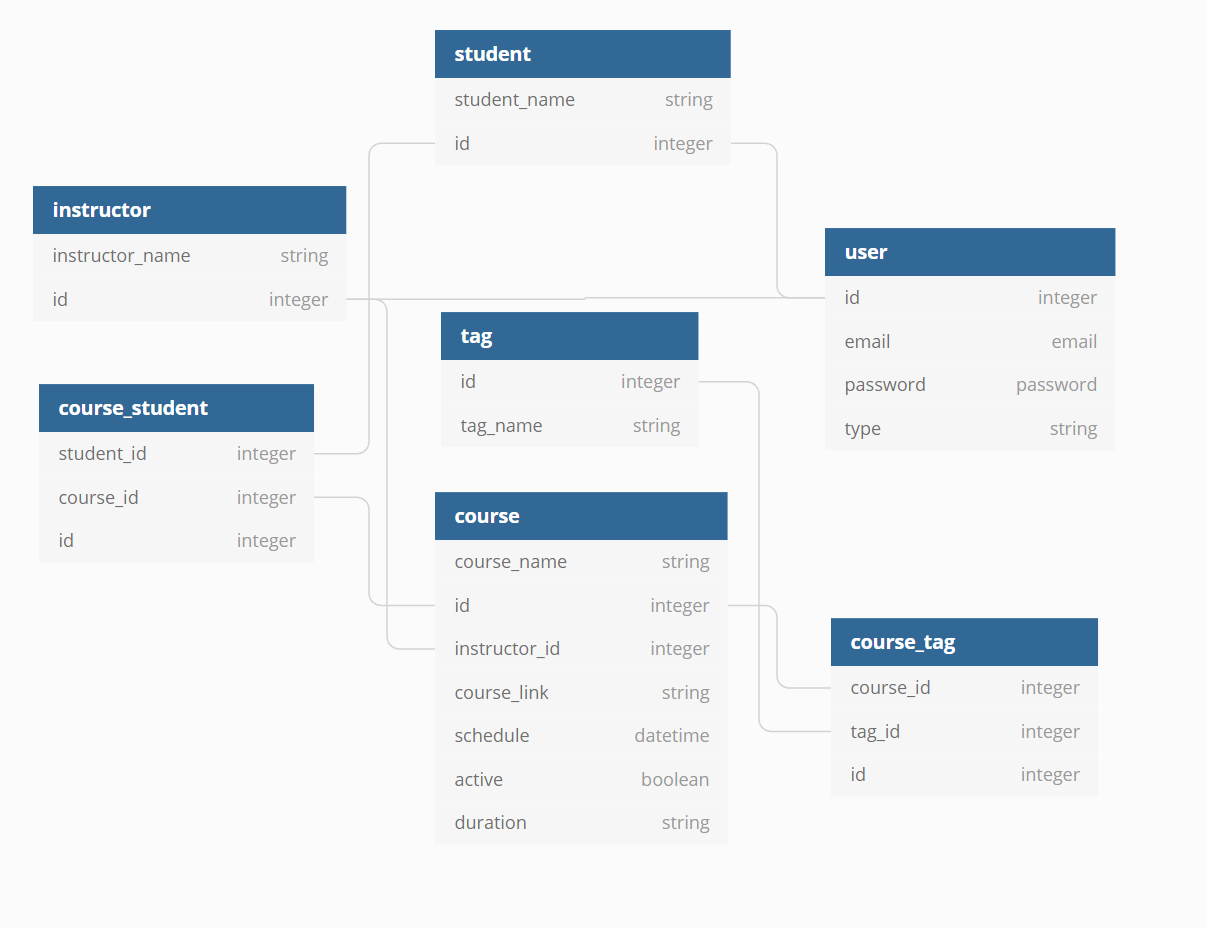 student
student_name string
id integer
instructor
instructor_name string
id integer
user
id integer
email email
password password
type string
tag
id integer
tag_name string
course_student
student_id integer
course_id integer
id integer
course
course_name string
id integer
instructor_id integer
course_link string
schedule datetime
active boolean
duration string
course_tag
course_id integer
tag_id integer
id integer